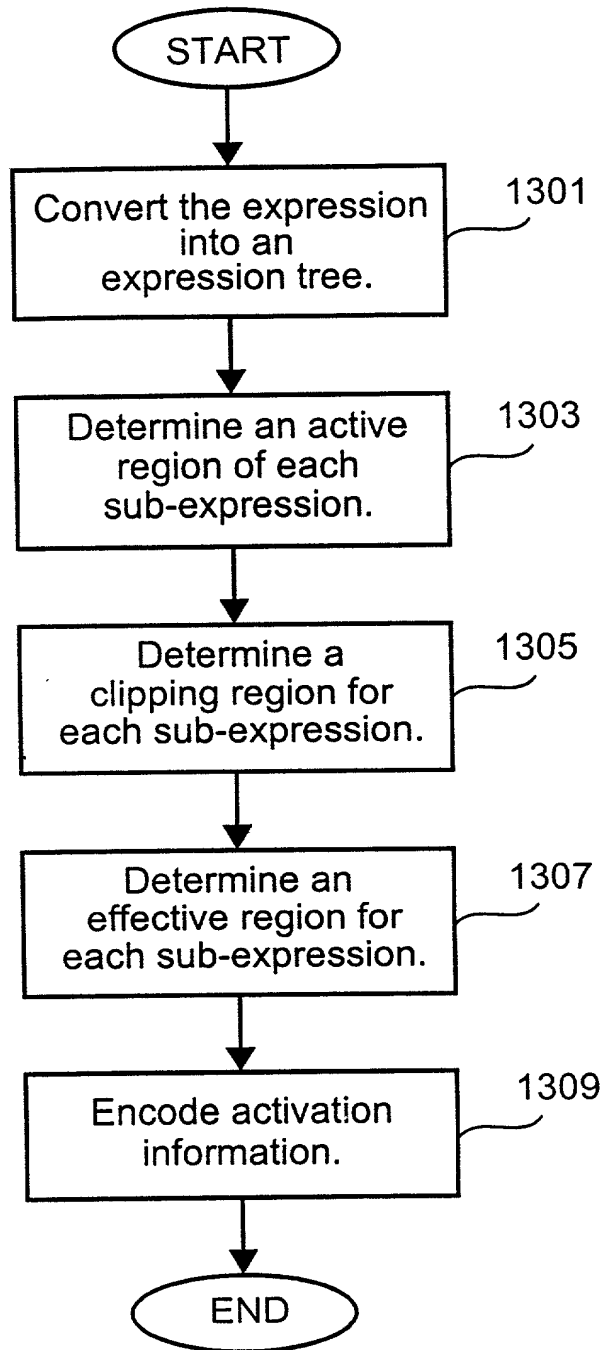 START
Convert the expression
into an
expression tree.
1301
Determine an active
region of each
sub-expression.
1303
Determine a
clipping region for
each sub-expression.
1305
Determine an
effective region for
each sub-expression.
1307
Encode activation
information.
1309
END